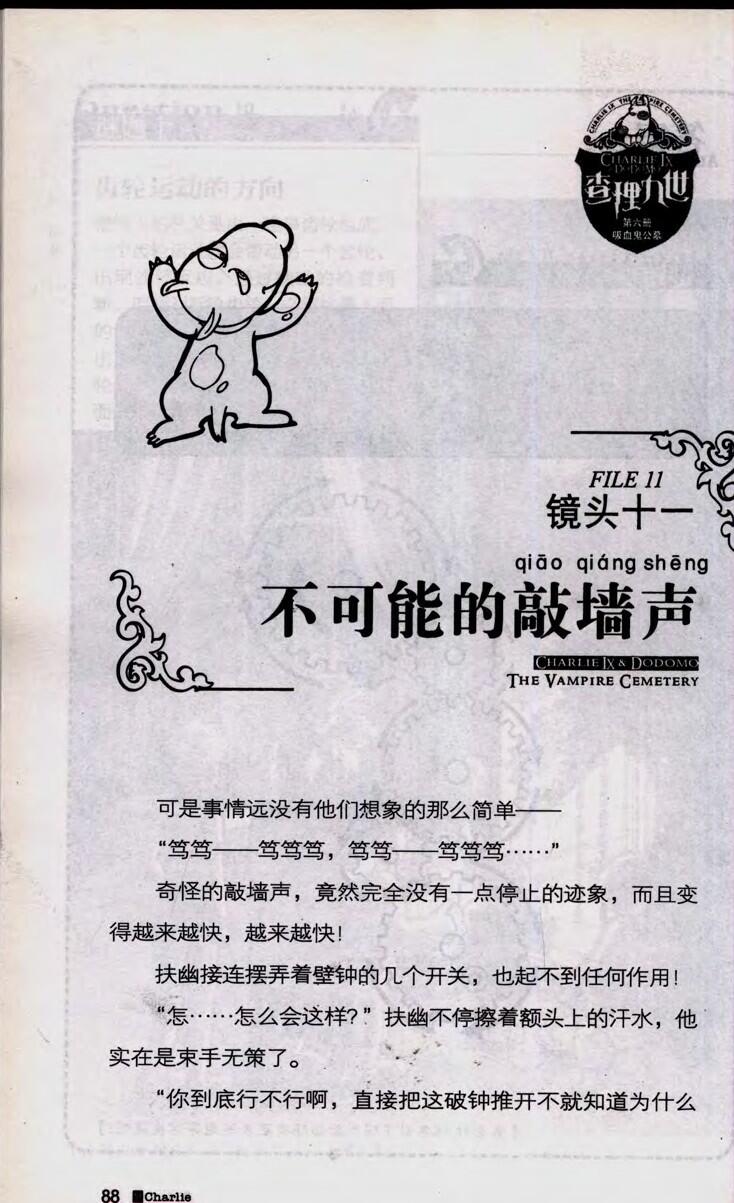 CHARLIE IX THE VAMPIRE CEMETERY
CHARLIE IX
DODOMO
查理九世
第六册
吸血鬼公墓
FILE 11
镜头十一
qiāo qiáng shēng
不可能的敲墙声
CHARLIE IX & DODOMO
THE VAMPIRE CEMETERY
可是事情远没有他们想象的那么简单——
“笃笃——笃笃笃，笃笃——笃笃笃……”
奇怪的敲墙声，竟然完全没有一点停止的迹象，而且变
得越来越快，越来越快！
扶幽接连摆弄着壁钟的几个开关，也起不到任何作用！
“怎……怎么会这样？”扶幽不停擦着额头上的汗水，他
实在是束手无策了。
“你到底行不行啊，直接把这破钟推开不就知道为什么
88 Charlie
齿轮运动的方向